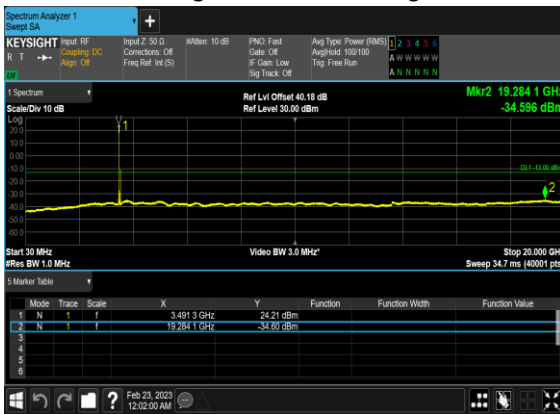 Spectrum Analyzer 1
Swept SA
+
KEYSIGHT Input: RF Input Z: 50 Ω #Atten: 10 dB PNO: Fast Avg Type: Power (RMS) 1 2 3 4 5 6
R T Coupling: DC Corrections: Off Gate: Off Avg|Hold: 100/100 A W W W W W
Align: Off Freq Ref: Int (S) IF Gain: Low Trig: Free Run
LV Sig Track: Off A N N N N N
1 Spectrum Ref Lvl Offset 40.18 dB Mkr2 19.284 1 GHz
Scale/Div 10 dB Ref Level 30.00 dBm -34.596 dBm
Log
1
20.0
10.0
0.00
-10.0
DL1 -13.00 dBm
-20.0
-30.0
2
-40.0
-50.0
-60.0
Start 30 MHz Video BW 3.0 MHz* Stop 20.000 GHz
#Res BW 1.0 MHz Sweep 34.7 ms (40001 pts)
5 Marker Table
Mode Trace Scale X Y Function Function Width Function Value
1 N 1 f 3.491 3 GHz 24.21 dBm
2 N 1 f 19.284 1 GHz -34.60 dBm
3
4
5
6
? Feb 23, 2023
12:02:00 AM